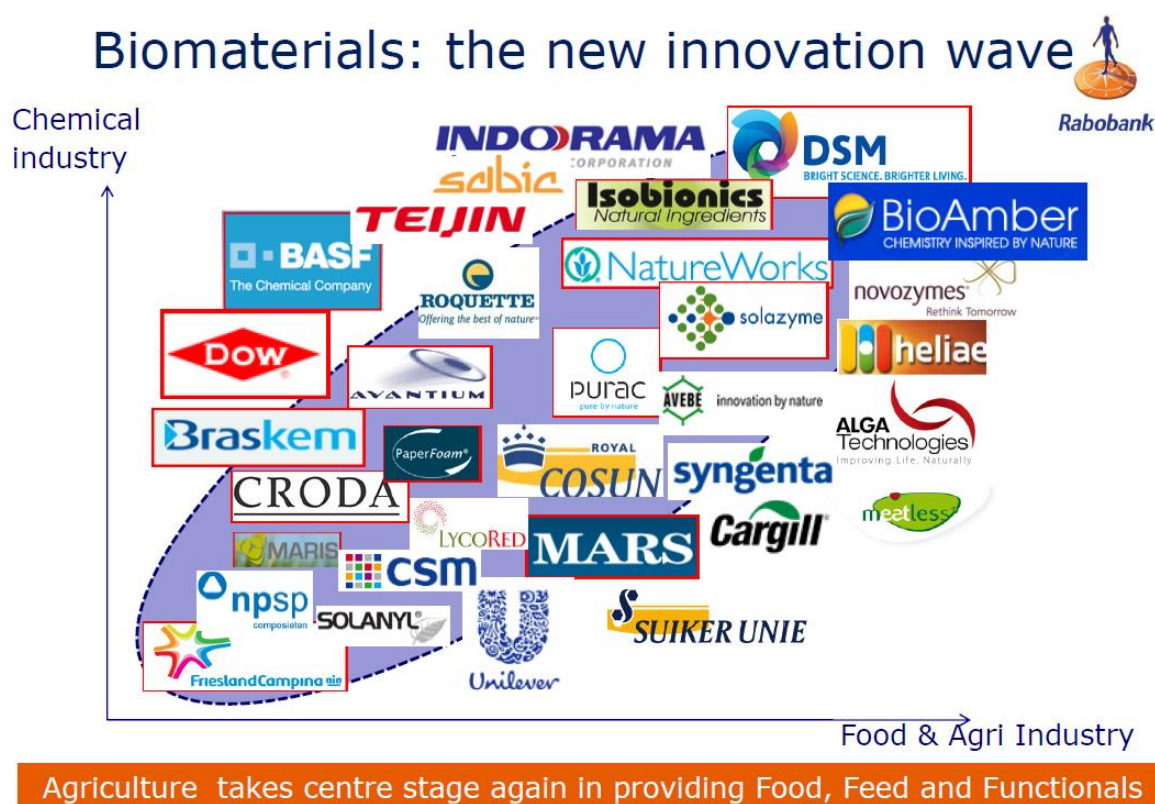 Biomaterials: the new innovation wave
Rabobank
Chemical
industry
INDORAMA
CORPORATION
sabic
TEIJIN
DSM
BRIGHT SCIENCE. BRIGHTER LIVING.
Isobionics
Natural Ingredients
BioAmber
CHEMISTRY INSPIRED BY NATURE
BASF
The Chemical Company
ROQUETTE
Offering the best of nature™
NatureWorks
novozymes®
Rethink Tomorrow
solazyme
heliae
DOW
AVANTIUM
purac
pure by nature
AVEBE
innovation by nature
ALGA
Technologies
Improving Life, Naturally
Braskem
PaperFoam®
ROYAL
COSUN
syngenta
CRODA
LYCORED
MARS
Cargill
meatless
MARIS
csm
npsp
composieten
SOLANYL
Unilever
SUIKER UNIE
FrieslandCampina
Food & Agri Industry
Agriculture takes centre stage again in providing Food, Feed and Functionals